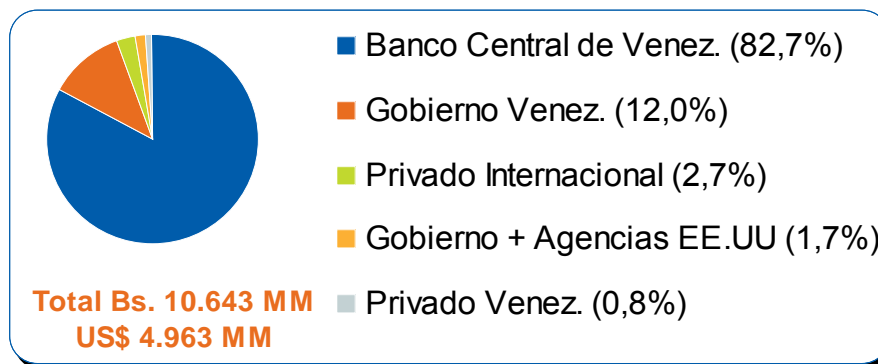 Banco Central de Venez. (82,7%)
Gobierno Venez. (12,0%)
Privado Internacional (2,7%)
Gobierno + Agencias EE.UU (1,7%)
Privado Venez. (0,8%)
Total Bs. 10.643 MM
US$ 4.963 MM